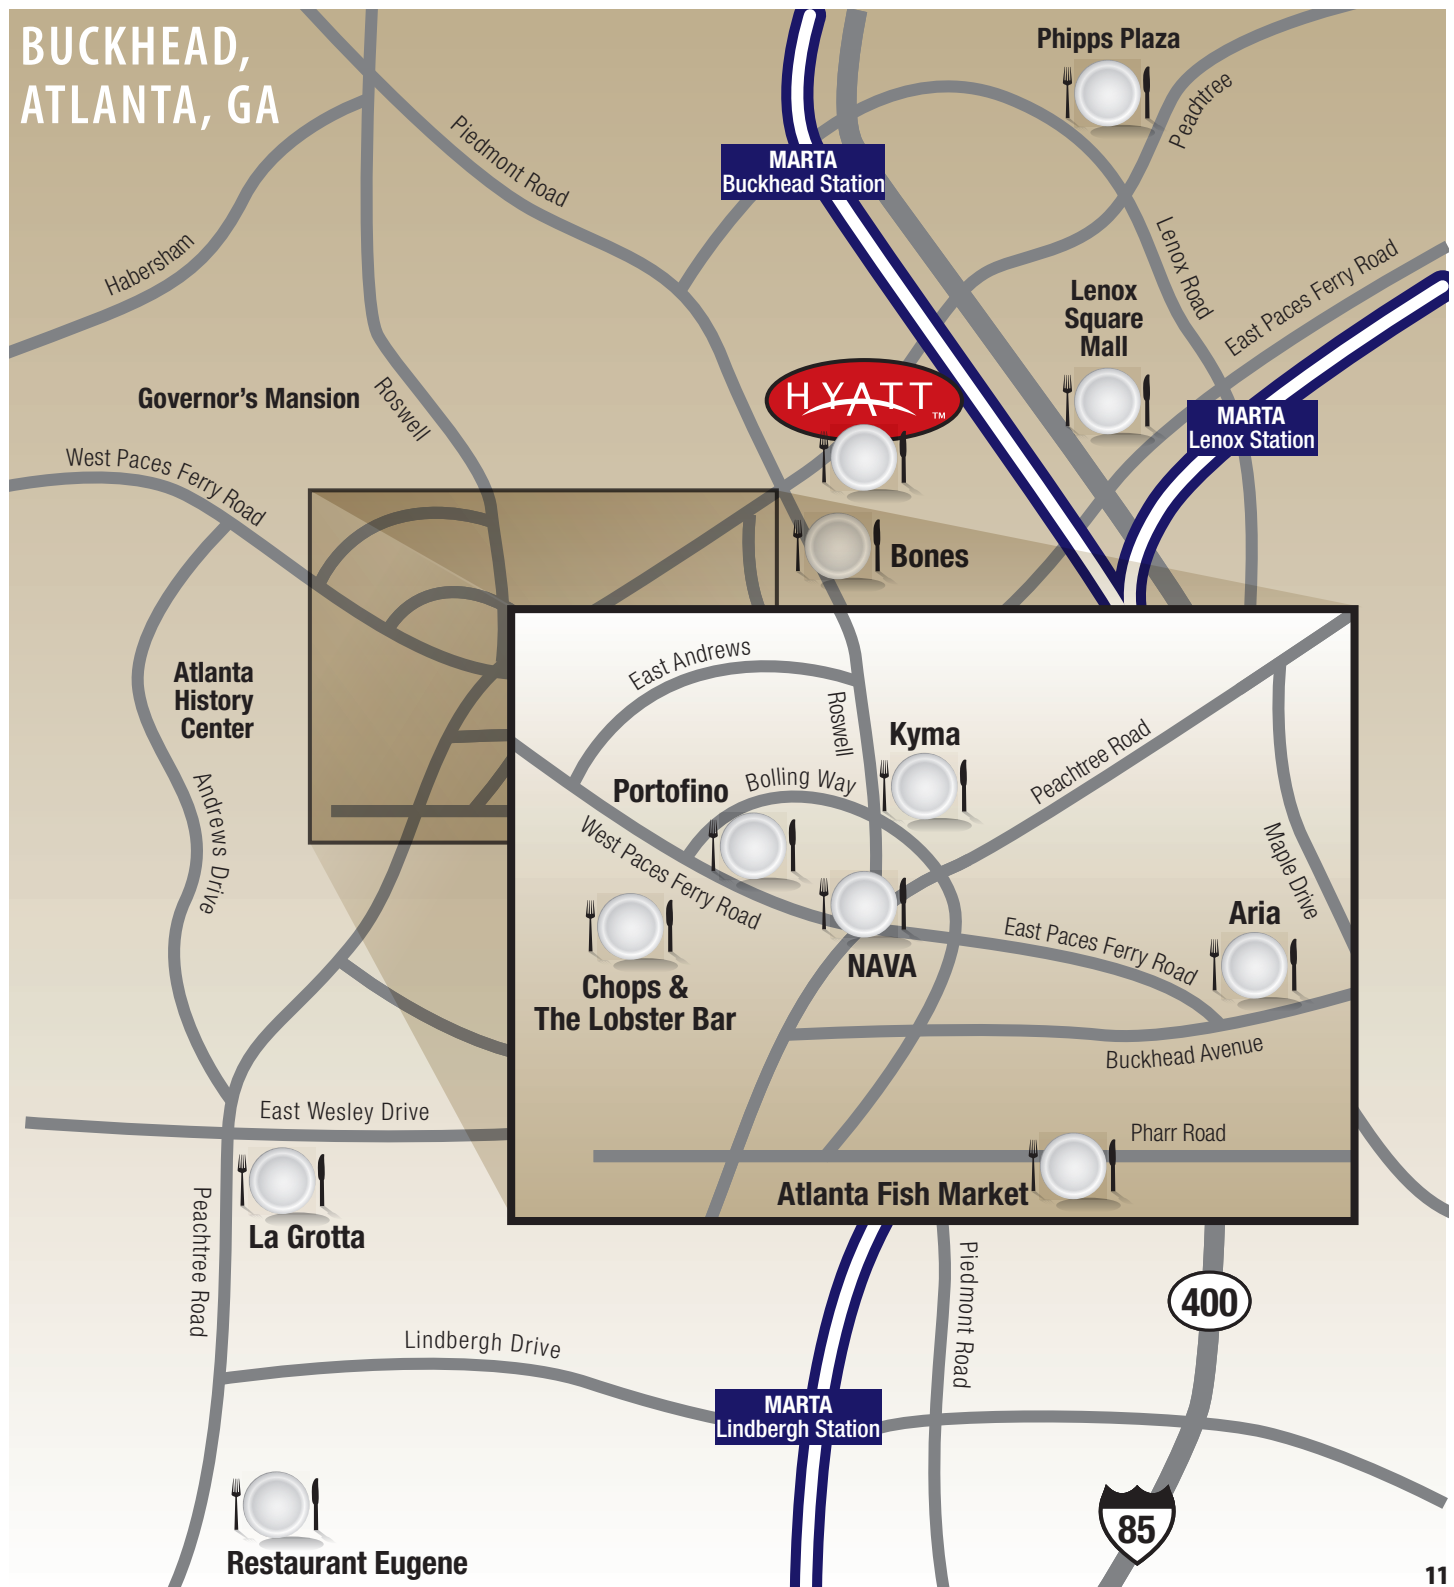 BUCKHEAD,
ATLANTA, GA
Phipps Plaza
Peachtree
Piedmont Road
MARTA
Buckhead Station
Habersham
Lenox Road
East Paces Ferry Road
Lenox
Square
Mall
HYATT™
Governor's Mansion
Roswell
MARTA
Lenox Station
West Paces Ferry Road
Bones
Atlanta
History
Center
Andrews Drive
East Andrews
Roswell
Kyma
Peachtree Road
Portofino
Bolling Way
West Paces Ferry Road
Maple Drive
Aria
East Paces Ferry Road
NAVA
Chops &
The Lobster Bar
Buckhead Avenue
East Wesley Drive
Pharr Road
Atlanta Fish Market
La Grotta
Peachtree Road
Piedmont Road
400
Lindbergh Drive
MARTA
Lindbergh Station
85
Restaurant Eugene
11